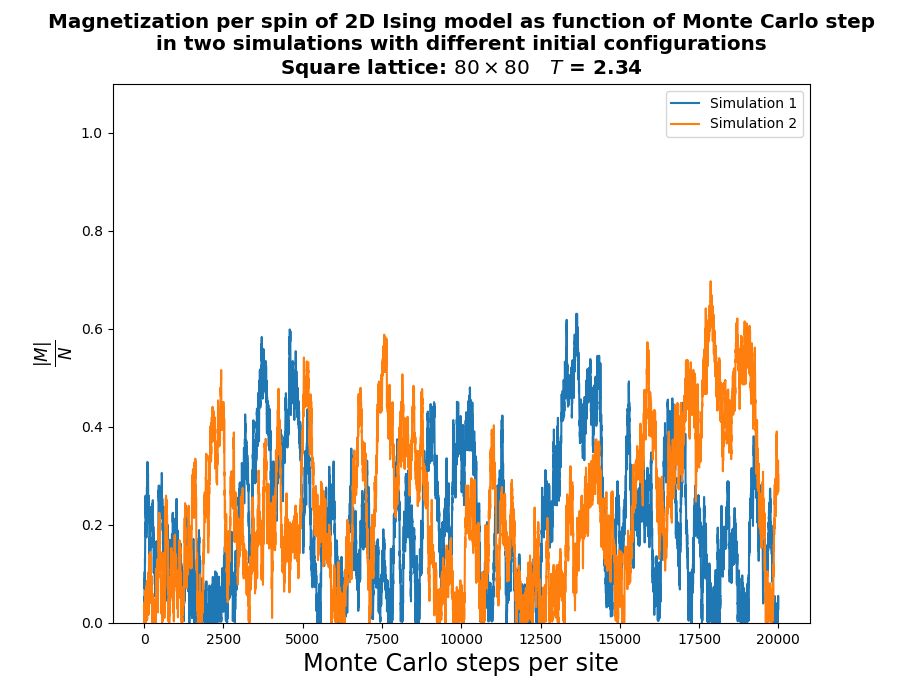 Magnetization per spin of 2D Ising model as function of Monte Carlo step
in two simulations with different initial configurations
Square lattice: 80 × 80 T = 2.34
Simulation 1
Simulation 2
1.0
0.8
0.6
0.4
0.2
0.0
|M|
N
0 2500 5000 7500 10000 12500 15000 17500 20000
Monte Carlo steps per site